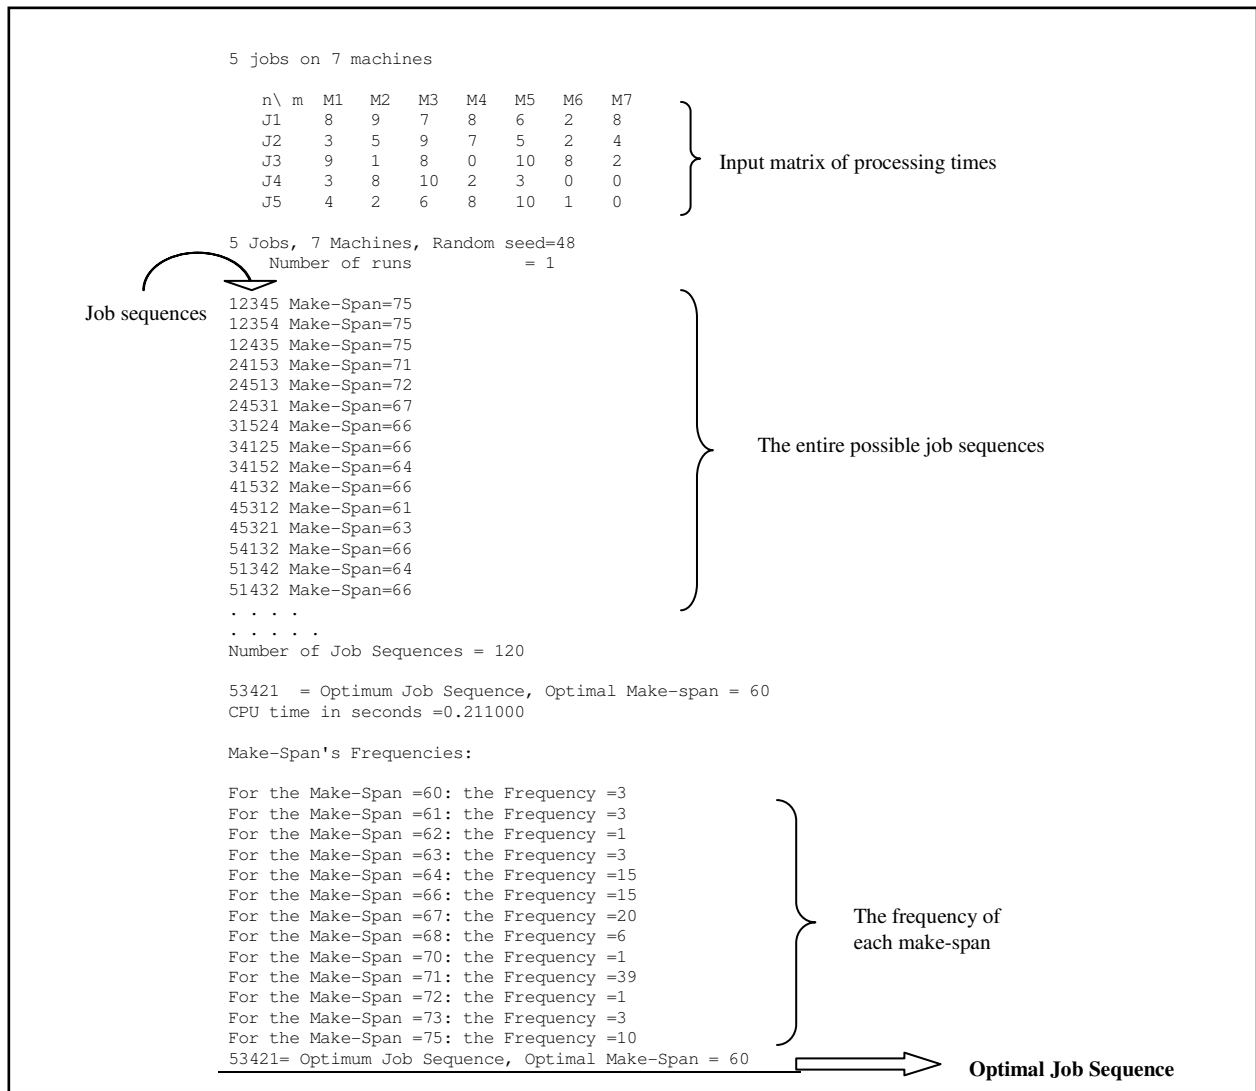 5 jobs on 7 machines
n\ m M1 M2 M3 M4 M5 M6 M7
J1 8 9 7 8 6 2 8
J2 3 5 9 7 5 2 4
J3 9 1 8 0 10 8 2
J4 3 8 10 2 3 0 0
J5 4 2 6 8 10 1 0
Input matrix of processing times
5 Jobs, 7 Machines, Random seed=48
Number of runs = 1
Job sequences
12345 Make-Span=75
12354 Make-Span=75
12435 Make-Span=75
24153 Make-Span=71
24513 Make-Span=72
24531 Make-Span=67
31524 Make-Span=66
34125 Make-Span=66
34152 Make-Span=64
41532 Make-Span=66
45312 Make-Span=61
45321 Make-Span=63
54132 Make-Span=66
51342 Make-Span=64
51432 Make-Span=66
. . . .
. . . . .
The entire possible job sequences
Number of Job Sequences = 120
53421 = Optimum Job Sequence, Optimal Make-span = 60
CPU time in seconds =0.211000
Make-Span's Frequencies:
For the Make-Span =60: the Frequency =3
For the Make-Span =61: the Frequency =3
For the Make-Span =62: the Frequency =1
For the Make-Span =63: the Frequency =3
For the Make-Span =64: the Frequency =15
For the Make-Span =66: the Frequency =15
For the Make-Span =67: the Frequency =20
For the Make-Span =68: the Frequency =6
For the Make-Span =70: the Frequency =1
For the Make-Span =71: the Frequency =39
For the Make-Span =72: the Frequency =1
For the Make-Span =73: the Frequency =3
For the Make-Span =75: the Frequency =10
The frequency of
each make-span
53421= Optimum Job Sequence, Optimal Make-Span = 60
Optimal Job Sequence